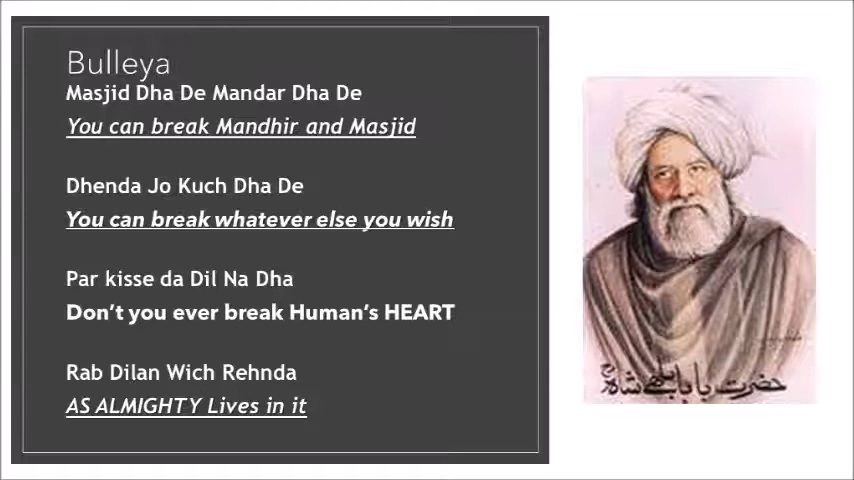 Bulleya
Masjid Dha De Mandar Dha De
You can break Mandhir and Masjid
Dhenda Jo Kuch Dha De
You can break whatever else you wish
Par kisse da Dil Na Dha
Don't you ever break Human's HEART
Rab Dilan Wich Rehnda
AS ALMIGHTY Lives in it
حضرت بابا بلھے شاہؒ